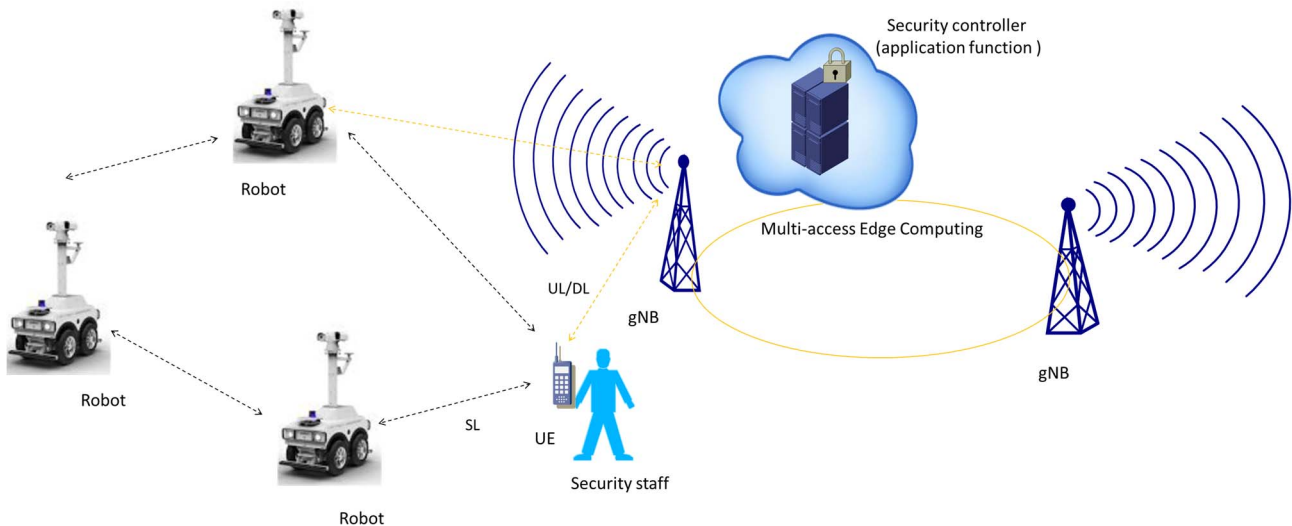 Security controller
(application function )
Robot
Multi-access Edge Computing
UL/DL
gNB
gNB
Robot
SL
UE
Security staff
Robot